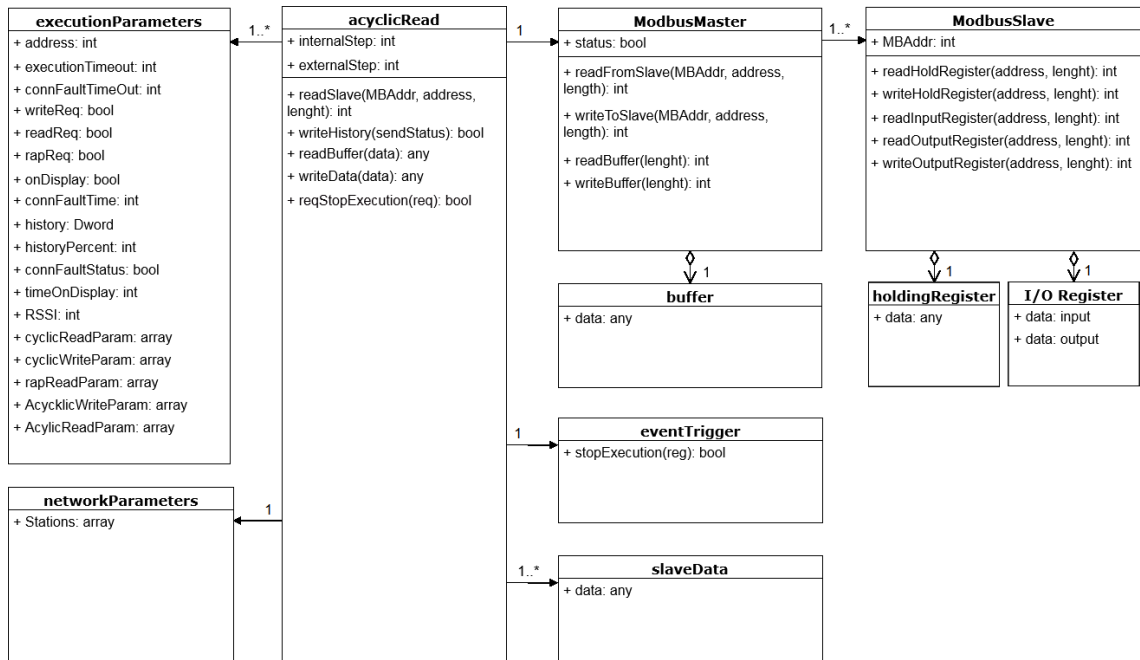 executionParameters
+ address: int
+ executionTimeout: int
+ connFaultTimeOut: int
+ writeReq: bool
+ readReq: bool
+ rapReq: bool
+ onDisplay: bool
+ connFaultTime: int
+ history: Dword
+ historyPercent: int
+ connFaultStatus: bool
+ timeOnDisplay: int
+ RSSI: int
+ cyclicReadParam: array
+ cyclicWriteParam: array
+ rapReadParam: array
+ AcycklicWriteParam: array
+ AcylicReadParam: array
1..*
networkParameters
+ Stations: array
1
acyclicRead
+ internalStep: int
+ externalStep: int
+ readSlave(MBAddr, address,
lenght): int
+ writeHistory(sendStatus): bool
+ readBuffer(data): any
+ writeData(data): any
+ reqStopExecution(req): bool
1
ModbusMaster
+ status: bool
+ readFromSlave(MBAddr, address,
length): int
+ writeToSlave(MBAddr, address,
length): int
+ readBuffer(lenght): int
+ writeBuffer(lenght): int
1..*
ModbusSlave
+ MBAddr: int
+ readHoldRegister(address, lenght): int
+ writeHoldRegister(address, lenght): int
+ readInputRegister(address, lenght): int
+ readOutputRegister(address, lenght): int
+ writeOutputRegister(address, lenght): int
1
buffer
+ data: any
1
holdingRegister
+ data: any
1
I/O Register
+ data: input
+ data: output
1
eventTrigger
+ stopExecution(reg): bool
1..*
slaveData
+ data: any